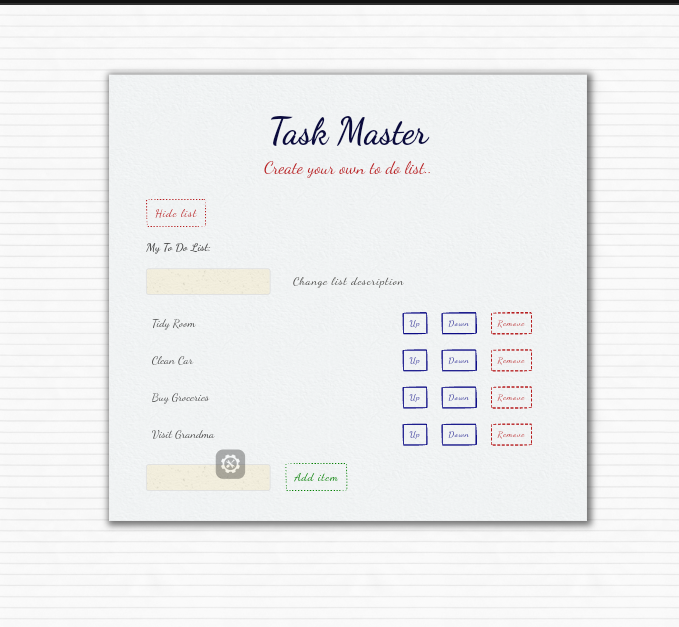 Task Master
Create your own to do list..
Hide list
My To Do List:
Change list description
Tidy Room Up Down Remove
Clean Car Up Down Remove
Buy Groceries Up Down Remove
Visit Grandma Up Down Remove
Add item